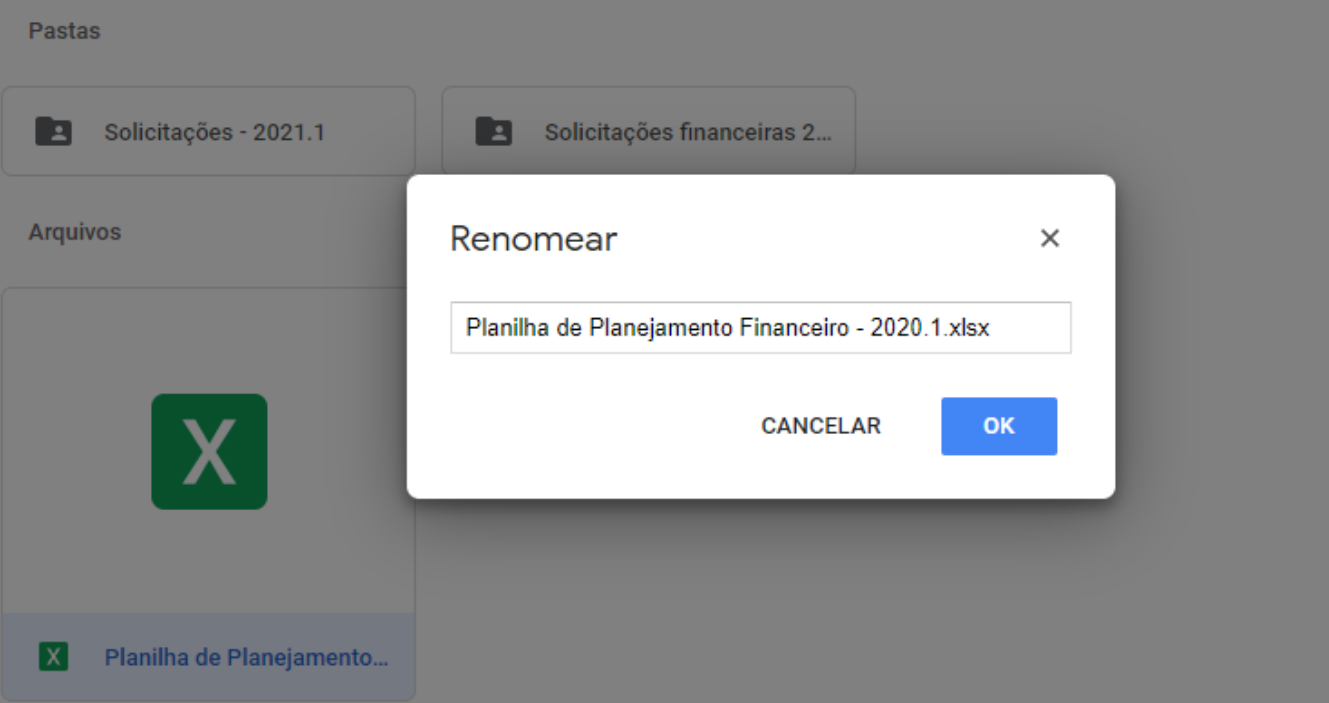 Pastas
Solicitações - 2021.1
Solicitações financeiras 2...
Arquivos
Renomear
Planilha de Planejamento Financeiro - 2020.1.xlsx
CANCELAR
OK
X
X
Planilha de Planejamento...